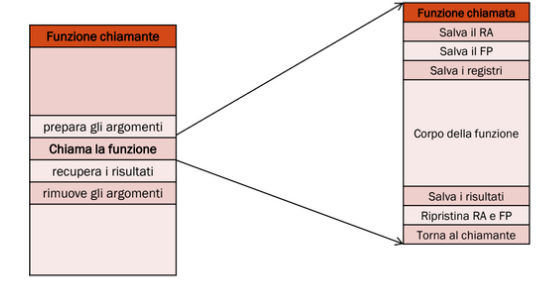 Funzione chiamante
prepara gli argomenti
Chiama la funzione
recupera i risultati
rimuove gli argomenti
Funzione chiamata
Salva il RA
Salva il FP
Salva i registri
Corpo della funzione
Salva i risultati
Ripristina RA e FP
Torna al chiamante